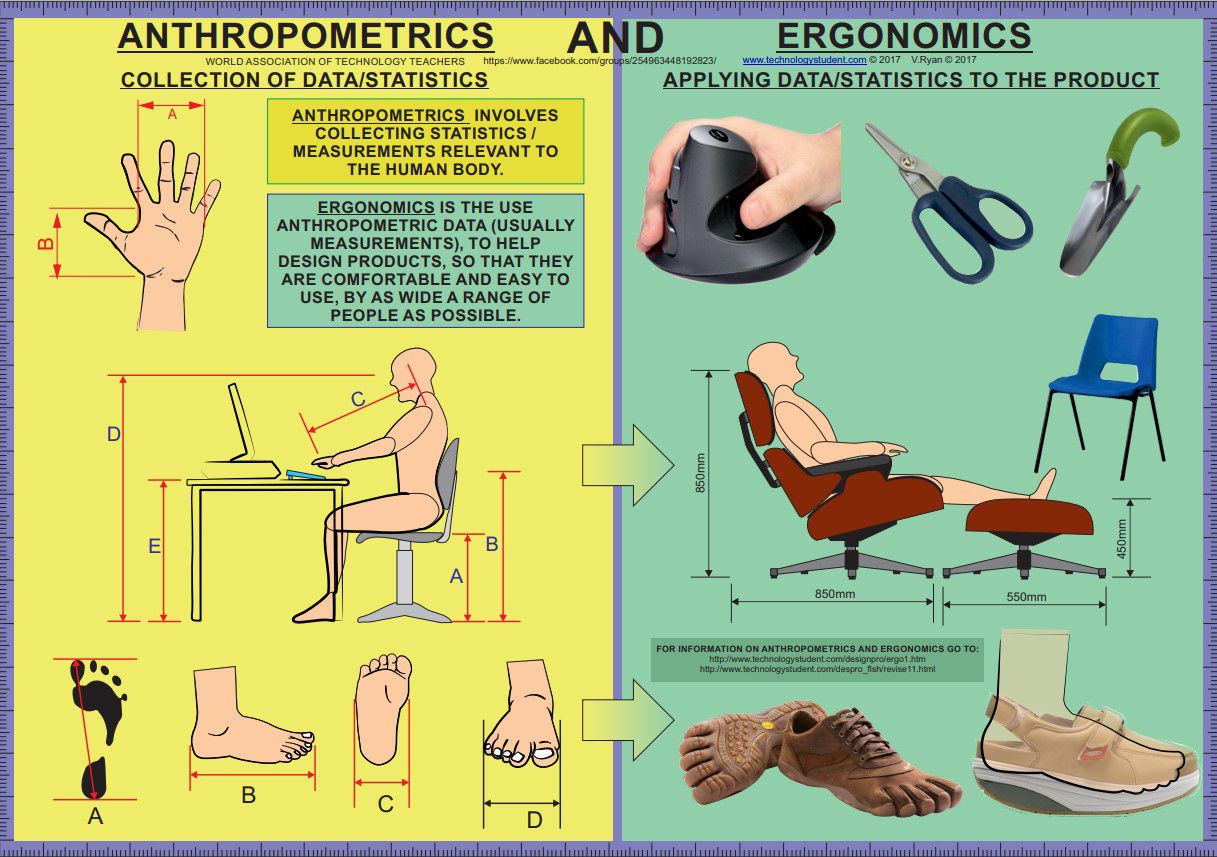 ANTHROPOMETRICS AND ERGONOMICS
WORLD ASSOCIATION OF TECHNOLOGY TEACHERS https://www.facebook.com/groups/254963448192823/ www.technologystudent.com © 2017 V.Ryan © 2017
COLLECTION OF DATA/STATISTICS
APPLYING DATA/STATISTICS TO THE PRODUCT
A
B
ANTHROPOMETRICS INVOLVES
COLLECTING STATISTICS /
MEASUREMENTS RELEVANT TO
THE HUMAN BODY.
ERGONOMICS IS THE USE
ANTHROPOMETRIC DATA (USUALLY
MEASUREMENTS), TO HELP
DESIGN PRODUCTS, SO THAT THEY
ARE COMFORTABLE AND EASY TO
USE, BY AS WIDE A RANGE OF
PEOPLE AS POSSIBLE.
D
C
E
B
A
850mm
450mm
850mm
550mm
FOR INFORMATION ON ANTHROPOMETRICS AND ERGONOMICS GO TO:
http://www.technologystudent.com/designpro/ergo1.htm
http://www.technologystudent.com/despro_flsh/revise11.html
A
B
C
D